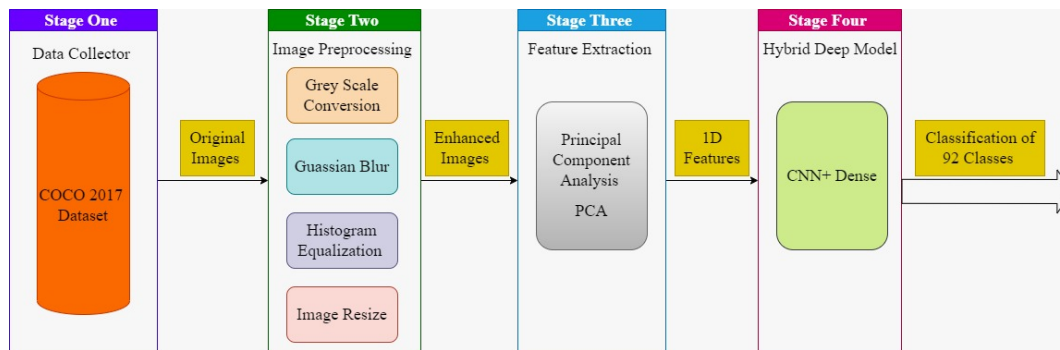 Stage One
Data Collector
COCO 2017
Dataset
Original
Images
Stage Two
Image Preprocessing
Grey Scale
Conversion
Guassian Blur
Histogram
Equalization
Image Resize
Enhanced
Images
Stage Three
Feature Extraction
Principal
Component
Analysis
PCA
1D
Features
Stage Four
Hybrid Deep Model
CNN+ Dense
Classification of
92 Classes